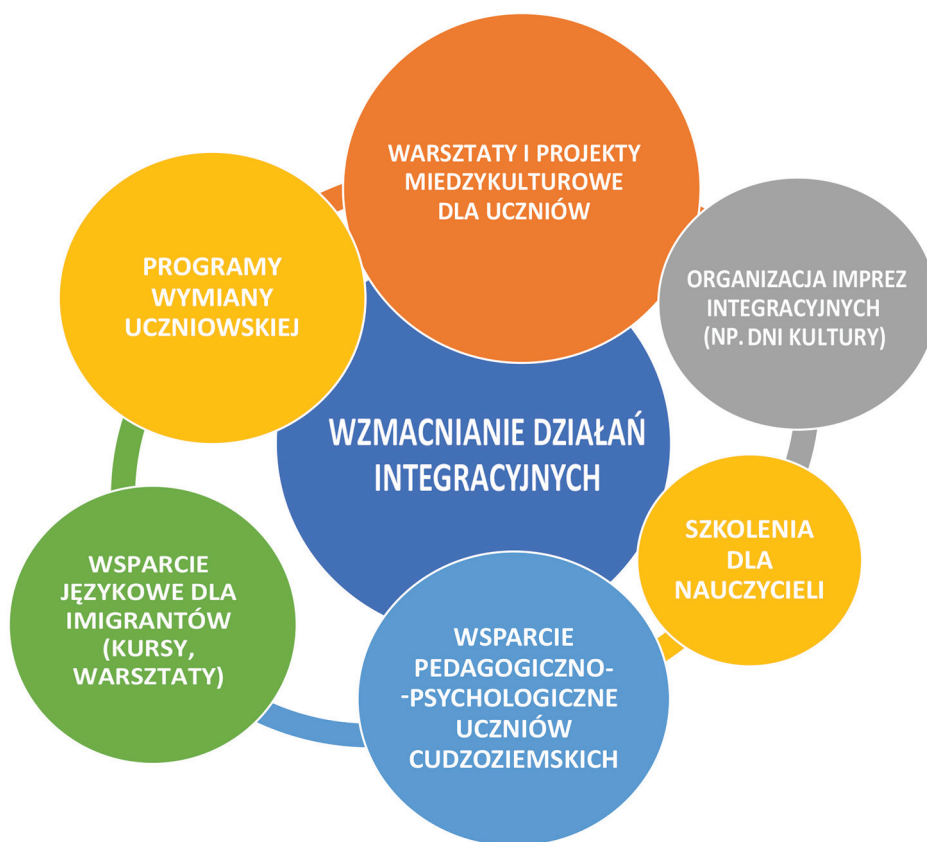 WARSZTATY I PROJEKTY
MIEDZYKULTUROWE
DLA UCZNIÓW
ORGANIZACJA IMPREZ
INTEGRACYJNYCH
(NP. DNI KULTURY)
SZKOLENIA
DLA
NAUCZYCIELI
WSPARCIE
PEDAGOGICZNO-
-PSYCHOLOGICZNE
UCZNIÓW
CUDZOZIEMSKICH
WSPARCIE
JĘZYKOWE DLA
IMIGRANTÓW
(KURSY,
WARSZTATY)
PROGRAMY
WYMIANY
UCZNIOWSKIEJ
WZMACNIANIE DZIAŁAŃ
INTEGRACYJNYCH